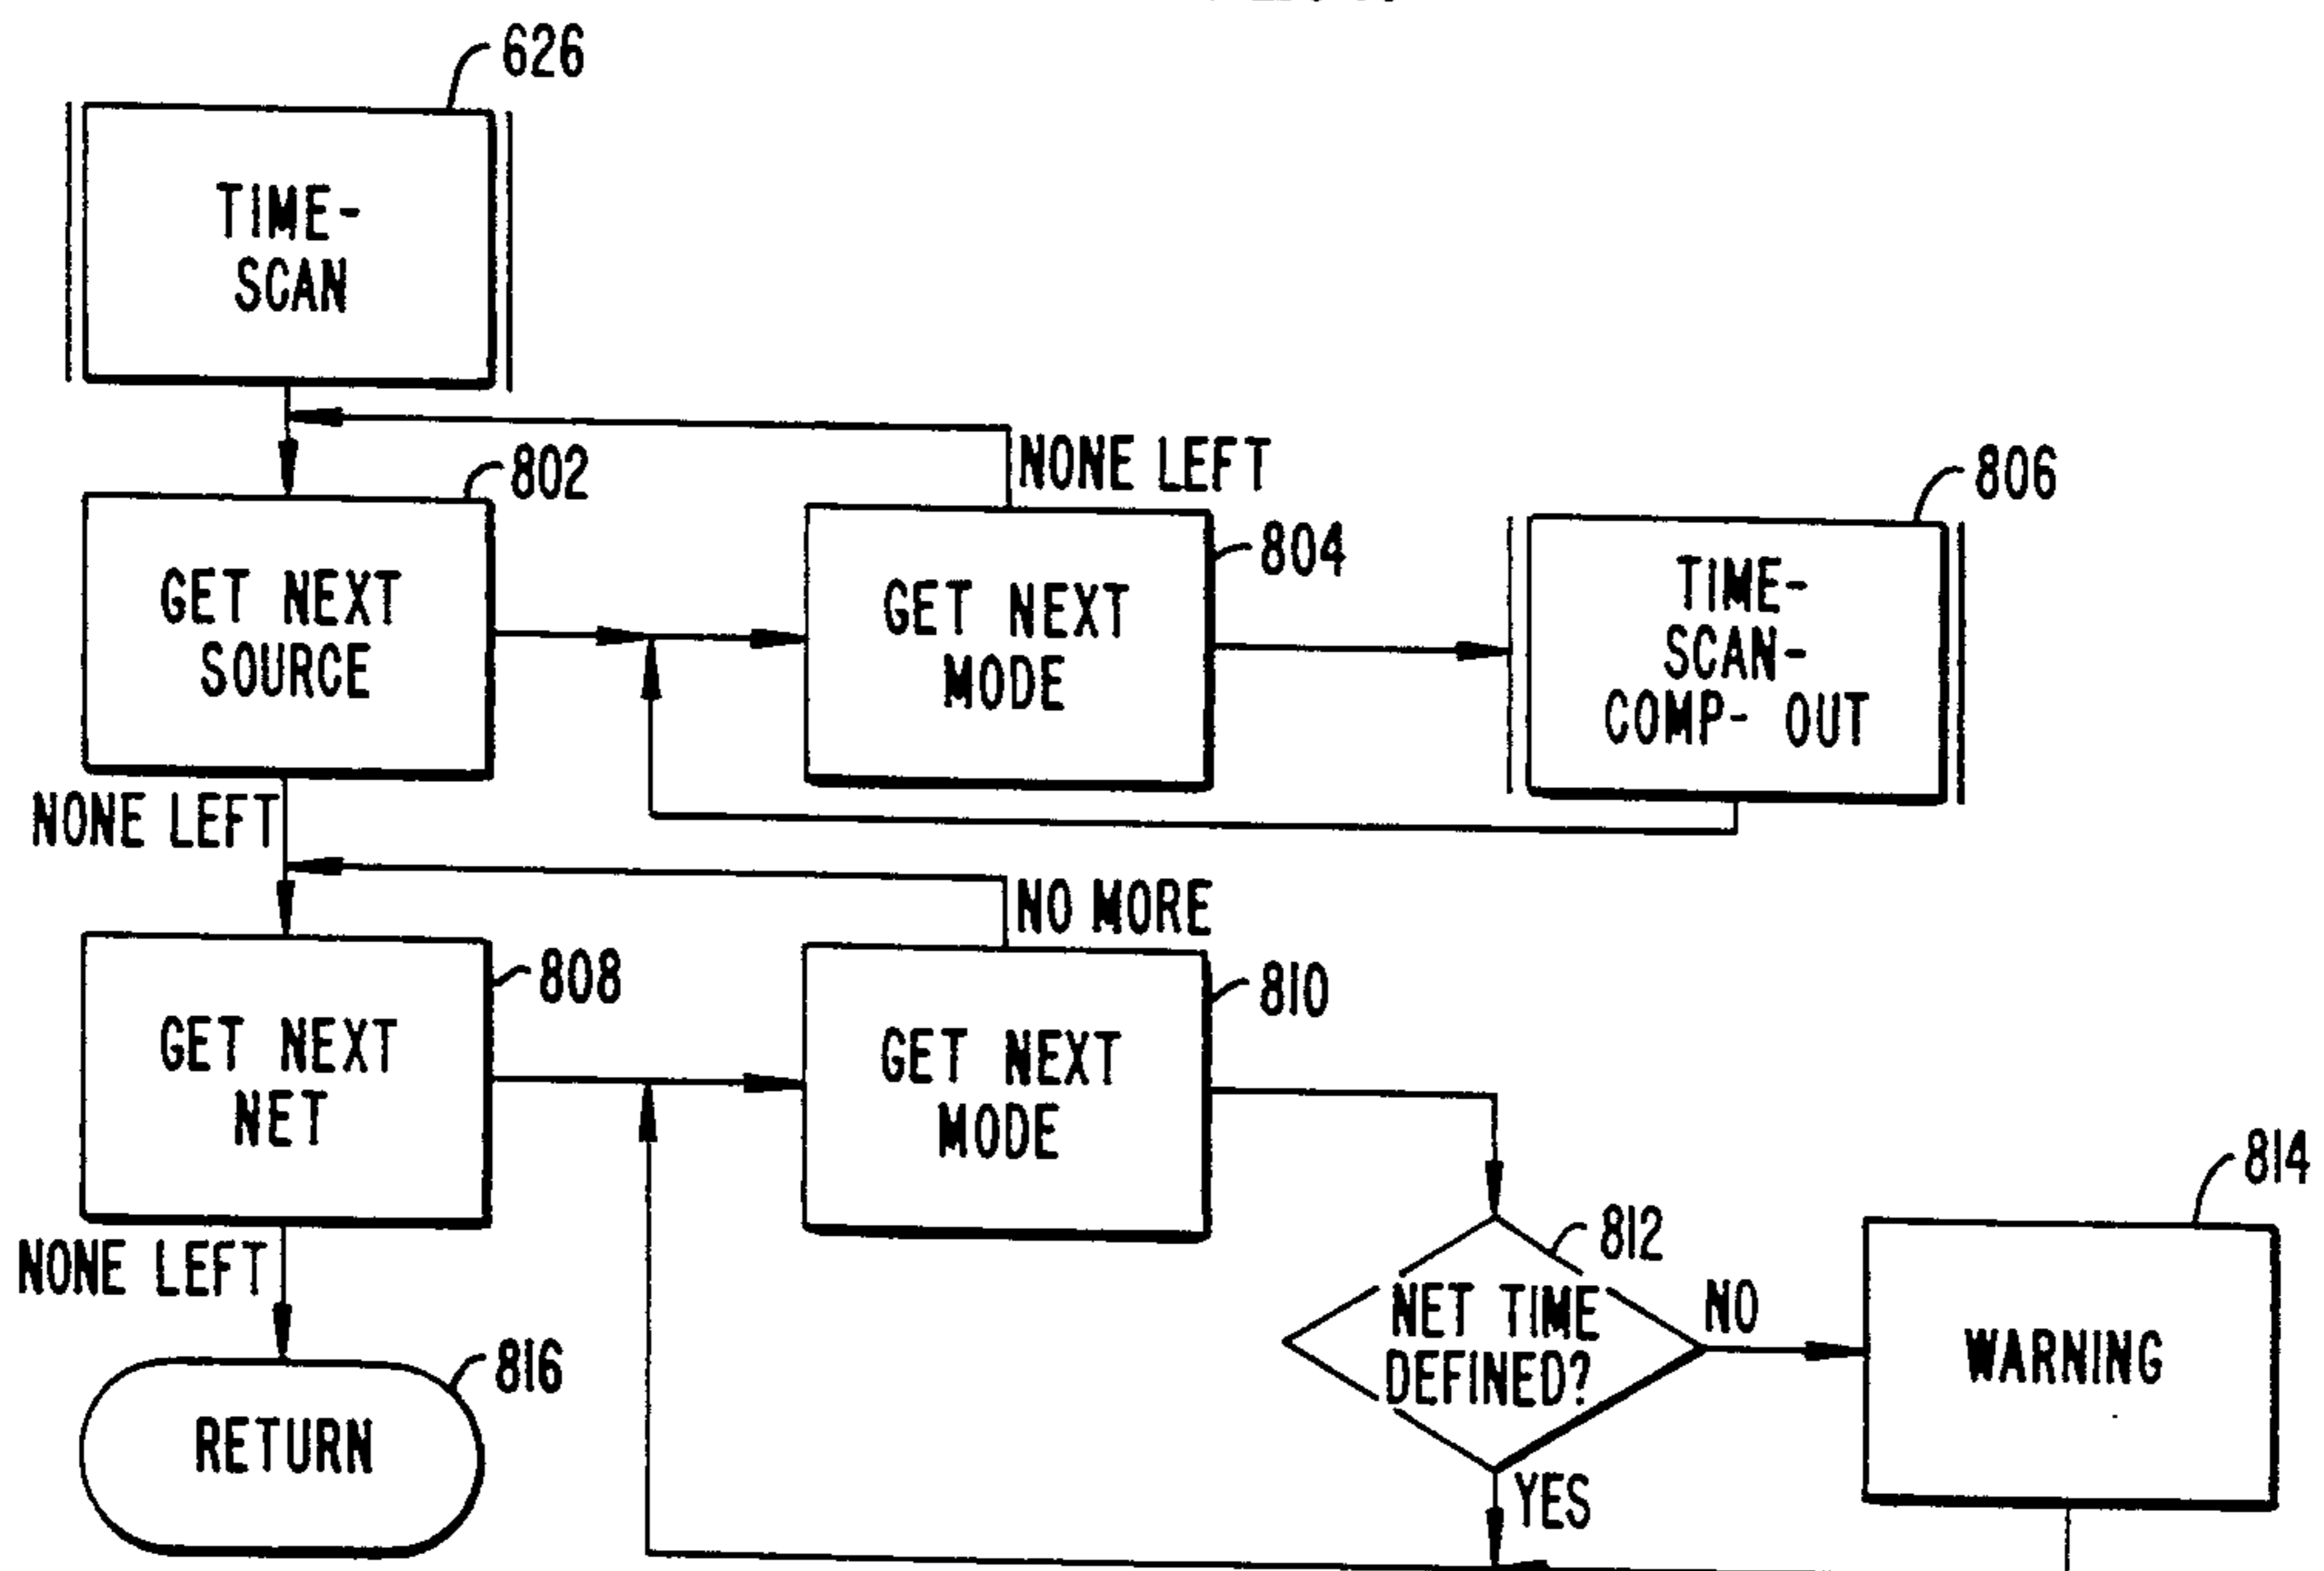 626
TIME-
SCAN
NONE LEFT
802
806
804
GET NEXT
SOURCE
GET NEXT
MODE
TIME-
SCAN-
COMP- OUT
NONE LEFT
NO MORE
808
810
GET NEXT
NET
GET NEXT
MODE
814
812
NONE LEFT
NET TIME
DEFINED?
NO
WARNING
816
RETURN
YES